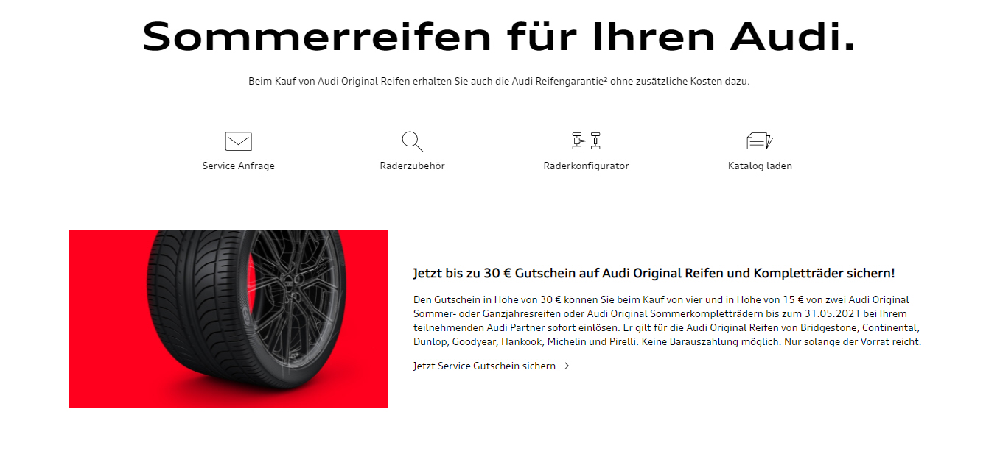 Sommerreifen für Ihren Audi.
Beim Kauf von Audi Original Reifen erhalten Sie auch die Audi Reifengarantie² ohne zusätzliche Kosten dazu.
Service Anfrage
Räderzubehör
Räderkonfigurator
Katalog laden
Jetzt bis zu 30 € Gutschein auf Audi Original Reifen und Kompletträder sichern!
Den Gutschein in Höhe von 30 € können Sie beim Kauf von vier und in Höhe von 15 € von zwei Audi Original
Sommer- oder Ganzjahresreifen oder Audi Original Sommerkompletträdern bis zum 31.05.2021 bei Ihrem
teilnehmenden Audi Partner sofort einlösen. Er gilt für die Audi Original Reifen von Bridgestone, Continental,
Dunlop, Goodyear, Hankook, Michelin und Pirelli. Keine Barauszahlung möglich. Nur solange der Vorrat reicht.
Jetzt Service Gutschein sichern